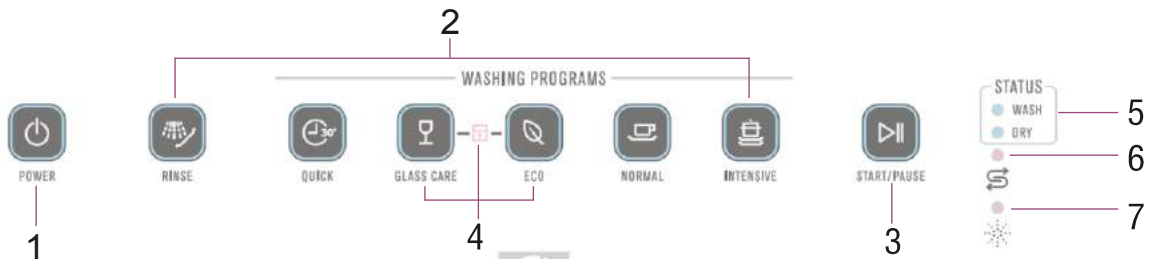 2
WASHING PROGRAMS
STATUS
WASH
5
30'
DRY
6
POWER
RINSE
QUICK
GLASS CARE
ECO
NORMAL
INTENSIVE
START/PAUSE
7
1
4
3